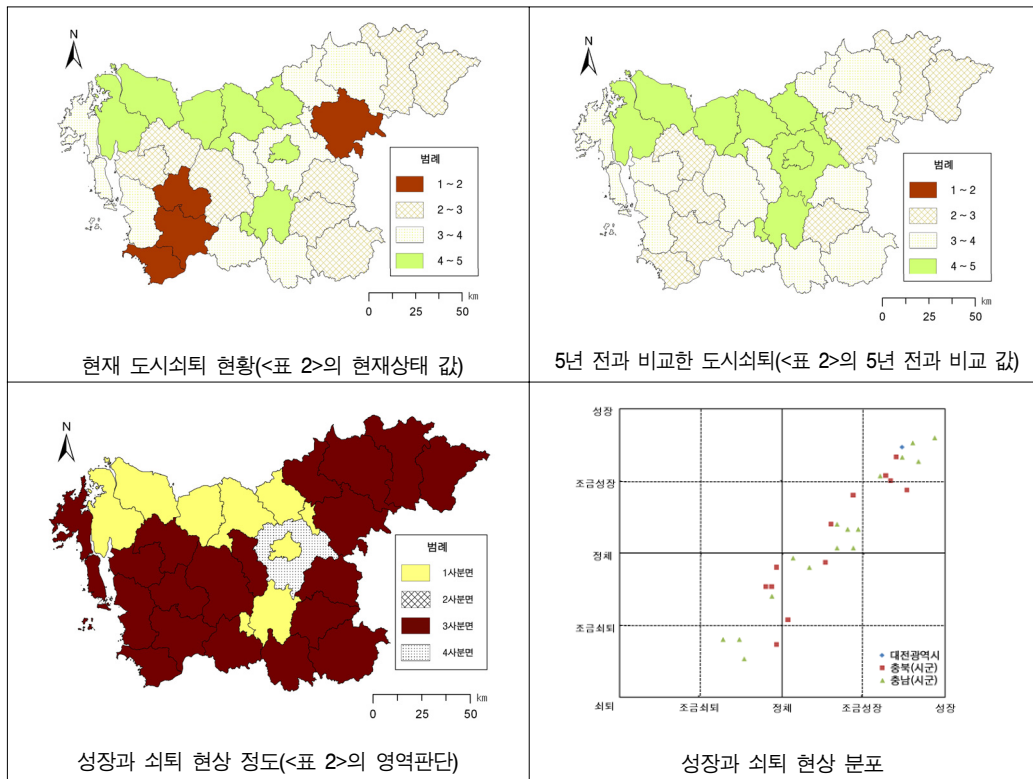 N
범례
1 ~ 2
2 ~ 3
3 ~ 4
4 ~ 5
km
0 25 50
현재 도시쇠퇴 현황(<표 2>의 현재상태 값)
N
범례
1 ~ 2
2 ~ 3
3 ~ 4
4 ~ 5
km
0 25 50
5년 전과 비교한 도시쇠퇴(<표 2>의 5년 전과 비교 값)
N
범례
1사분면
2사분면
3사분면
4사분면
km
0 25 50
성장과 쇠퇴 현상 정도(<표 2>의 영역판단)
성장
조금성장
정체
조금쇠퇴
대전광역시
충북(시군)
충남(시군)
쇠퇴 조금쇠퇴 정체 조금성장 성장
성장과 쇠퇴 현상 분포